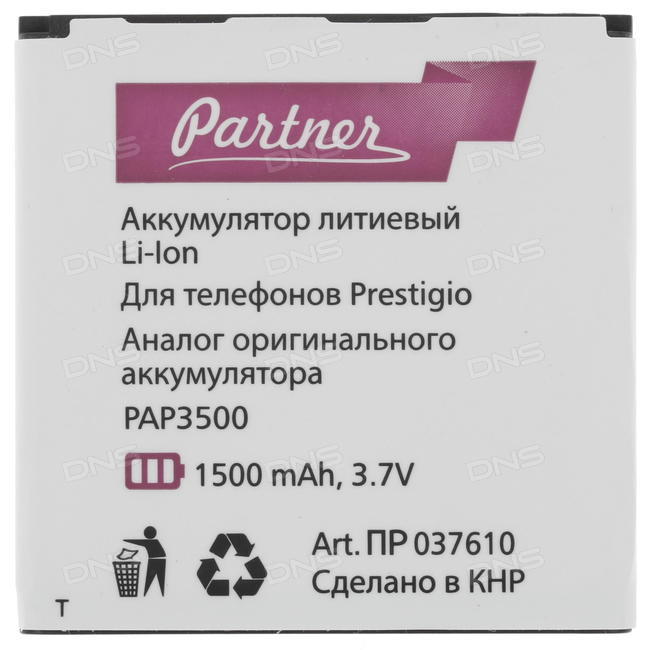 Partner
Аккумулятор литиевый
Li-Ion
Для телефонов Prestigio
Аналог оригинального
аккумулятора
PAP3500
1500 mAh, 3.7V
Art. ПР 037610
Сделано в КНР
T
DNS